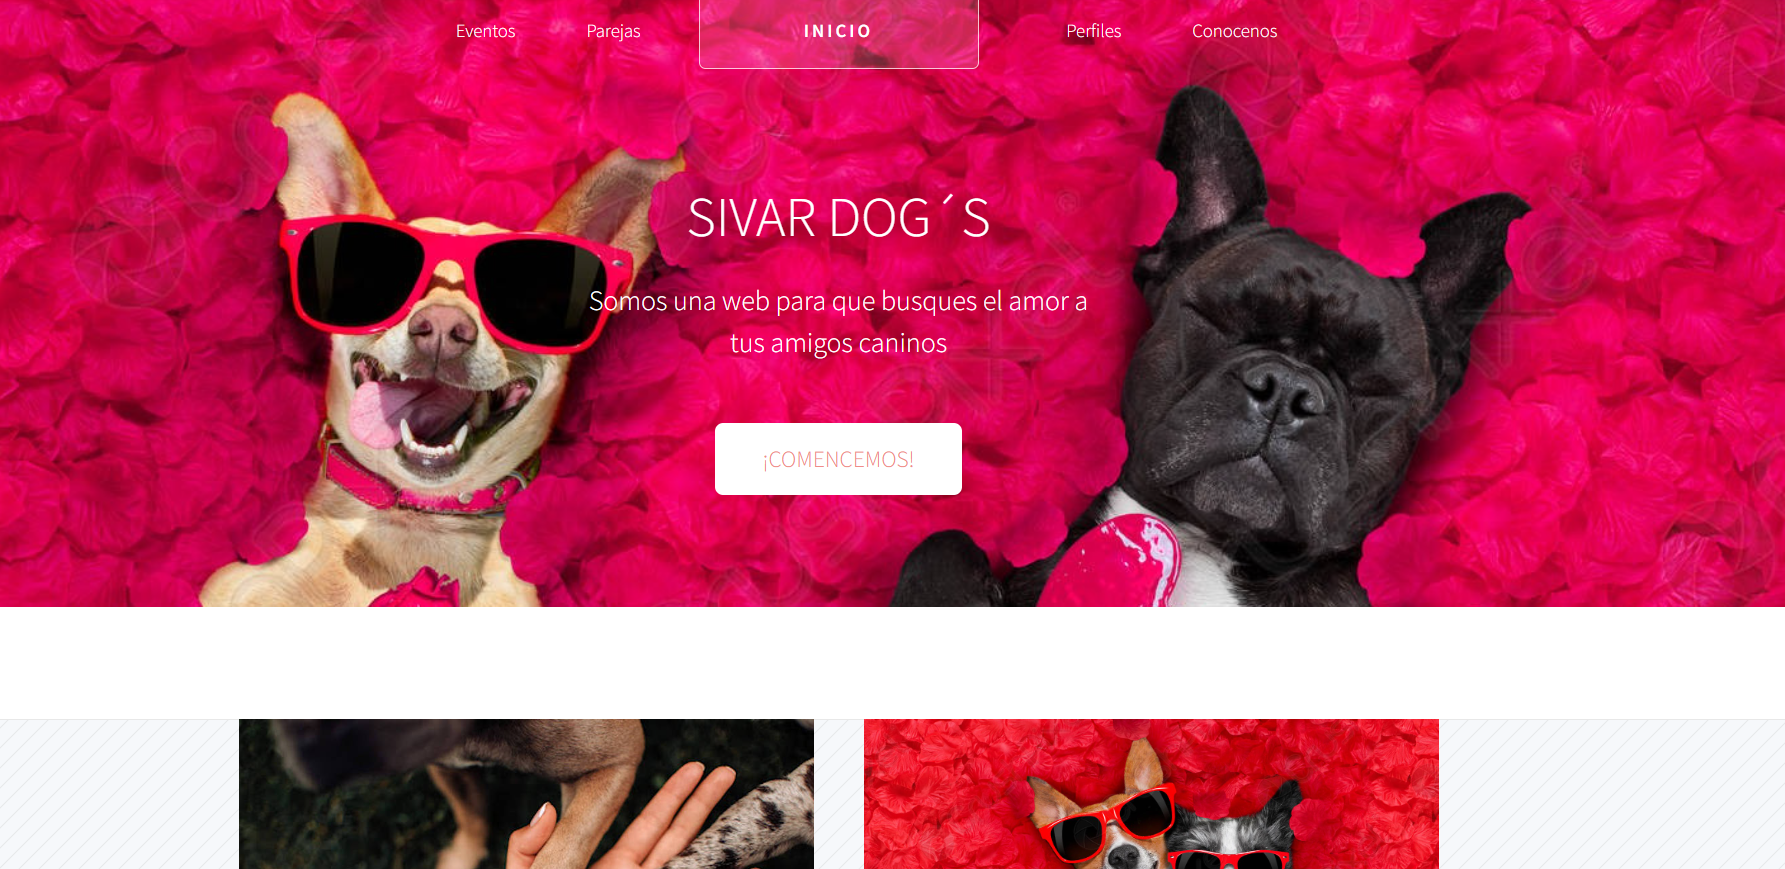 Eventos
Parejas
INICIO
Perfiles
Conocenos
SIVAR DOG´S
Somos una web para que busques el amor a
tus amigos caninos
¡COMENCEMOS!